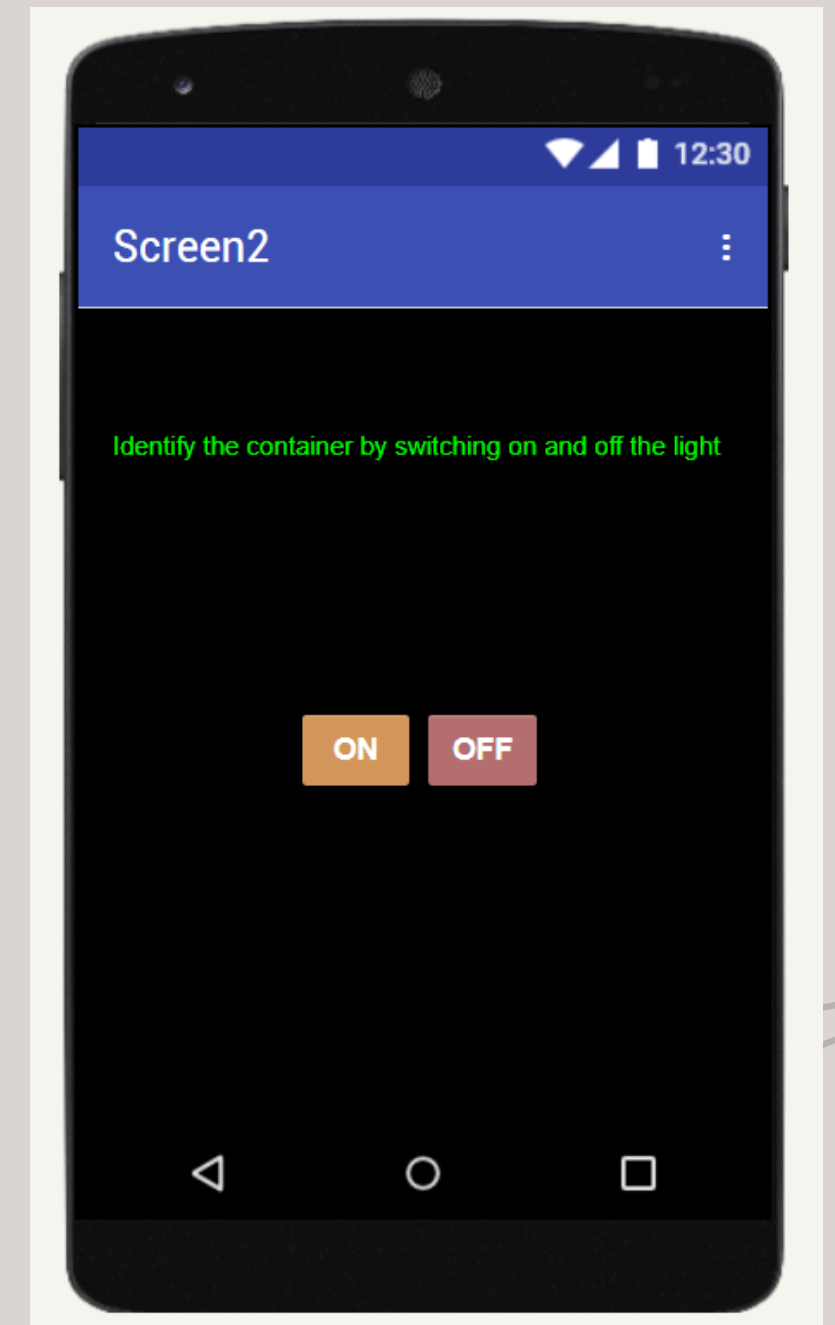 12:30
Screen2
Identify the container by switching on and off the light
ON OFF